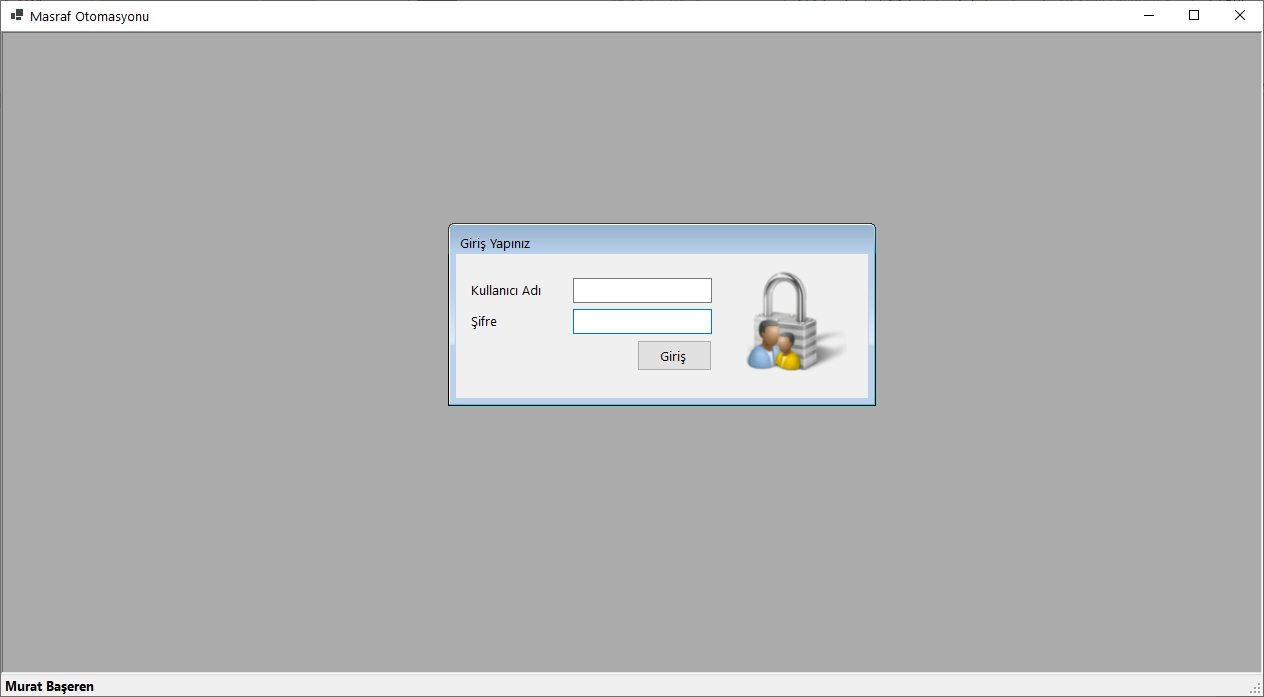 Masraf Otomasyonu
Giriş Yapınız
Kullanıcı Adı
Şifre
Giriş
Murat Başeren